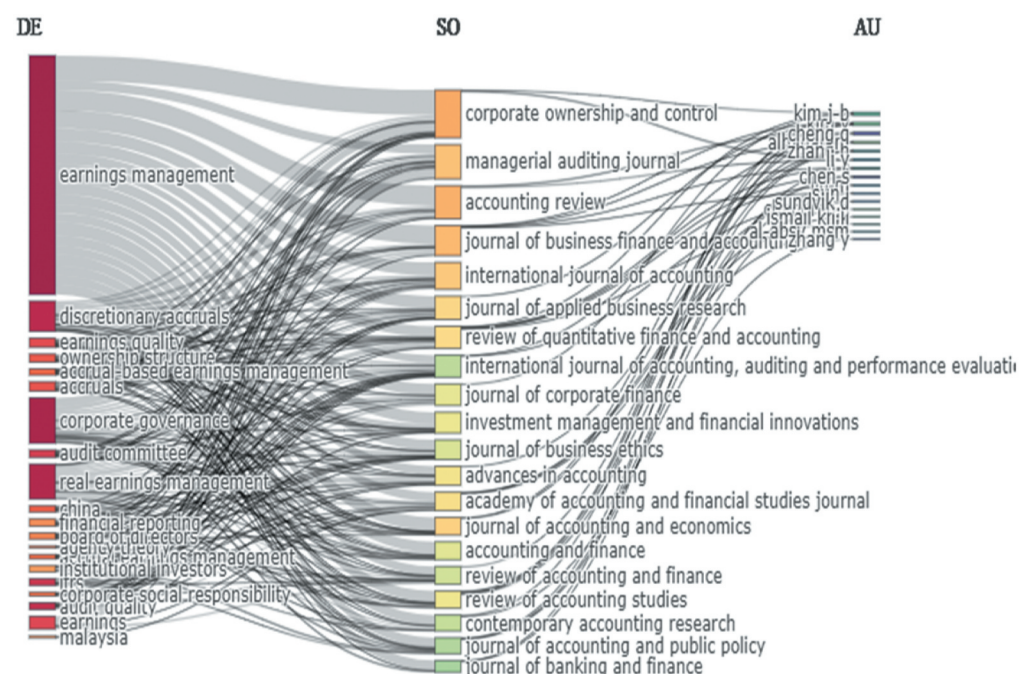 DE
SO
AU
earnings management
discretionary accruals
earnings quality
ownership structure
accrual-based earnings management
accruals
corporate governance
audit committee
real earnings management
china
financial reporting
board of directors
agency theory
earnings management
institutional investors
ifrs
corporate social responsibility
audit quality
earnings
malaysia
corporate ownership and control
managerial auditing journal
accounting review
journal of business finance and accounting
international journal of accounting
journal of applied business research
review of quantitative finance and accounting
international journal of accounting, auditing and performance evaluati
journal of corporate finance
investment management and financial innovations
journal of business ethics
advances in accounting
academy of accounting and financial studies journal
journal of accounting and economics
accounting and finance
review of accounting and finance
review of accounting studies
contemporary accounting research
journal of accounting and public policy
journal of banking and finance
kim j-b
cheng q
zhang h
li y
chen s
sundvik d
ismail kn
zhang y